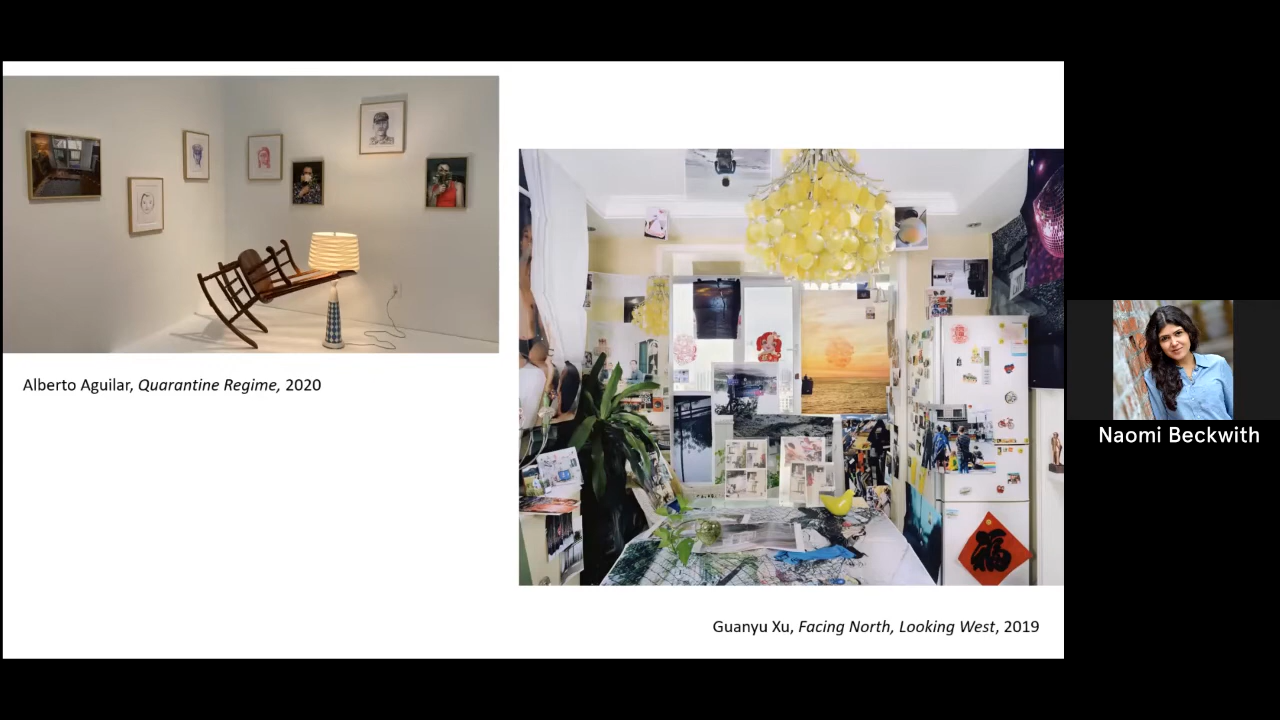 Alberto Aguilar, Quarantine Regime, 2020
福
Guanyu Xu, Facing North, Looking West, 2019
Naomi Beckwith